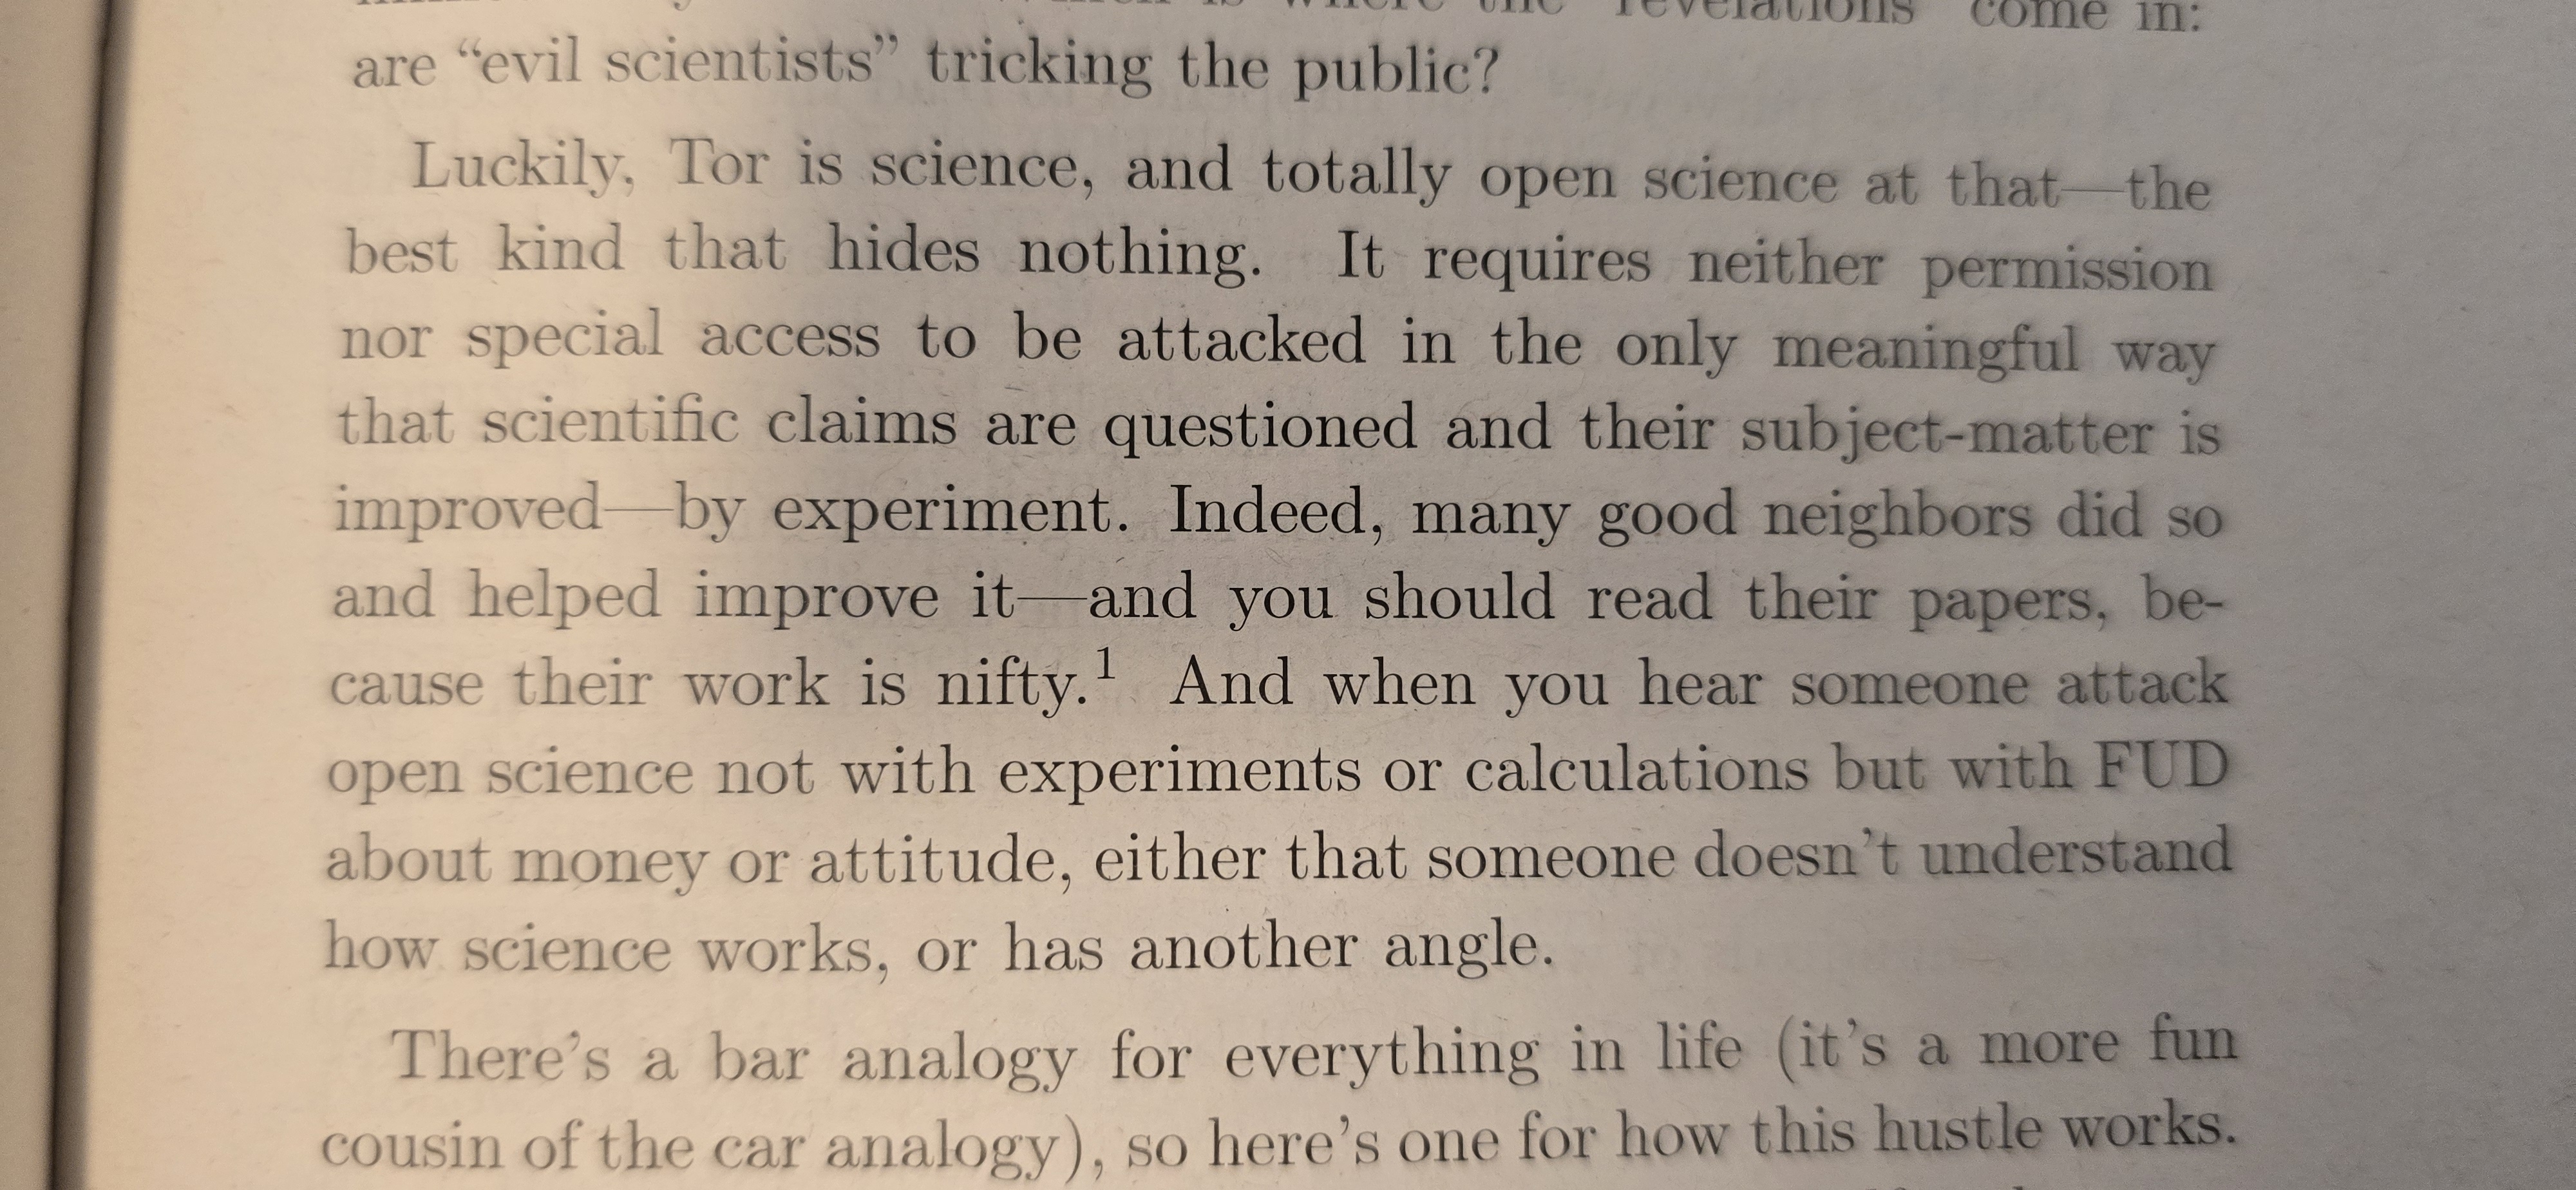 which is where the "revelations" come in:
are “evil scientists” tricking the public?
Luckily, Tor is science, and totally open science at that—the
best kind that hides nothing. It requires neither permission
nor special access to be attacked in the only meaningful way
that scientific claims are questioned and their subject-matter is
improved—by experiment. Indeed, many good neighbors did so
and helped improve it—and you should read their papers, be-
cause their work is nifty.¹ And when you hear someone attack
open science not with experiments or calculations but with FUD
about money or attitude, either that someone doesn’t understand
how science works, or has another angle.
There’s a bar analogy for everything in life (it’s a more fun
cousin of the car analogy), so here’s one for how this hustle works.